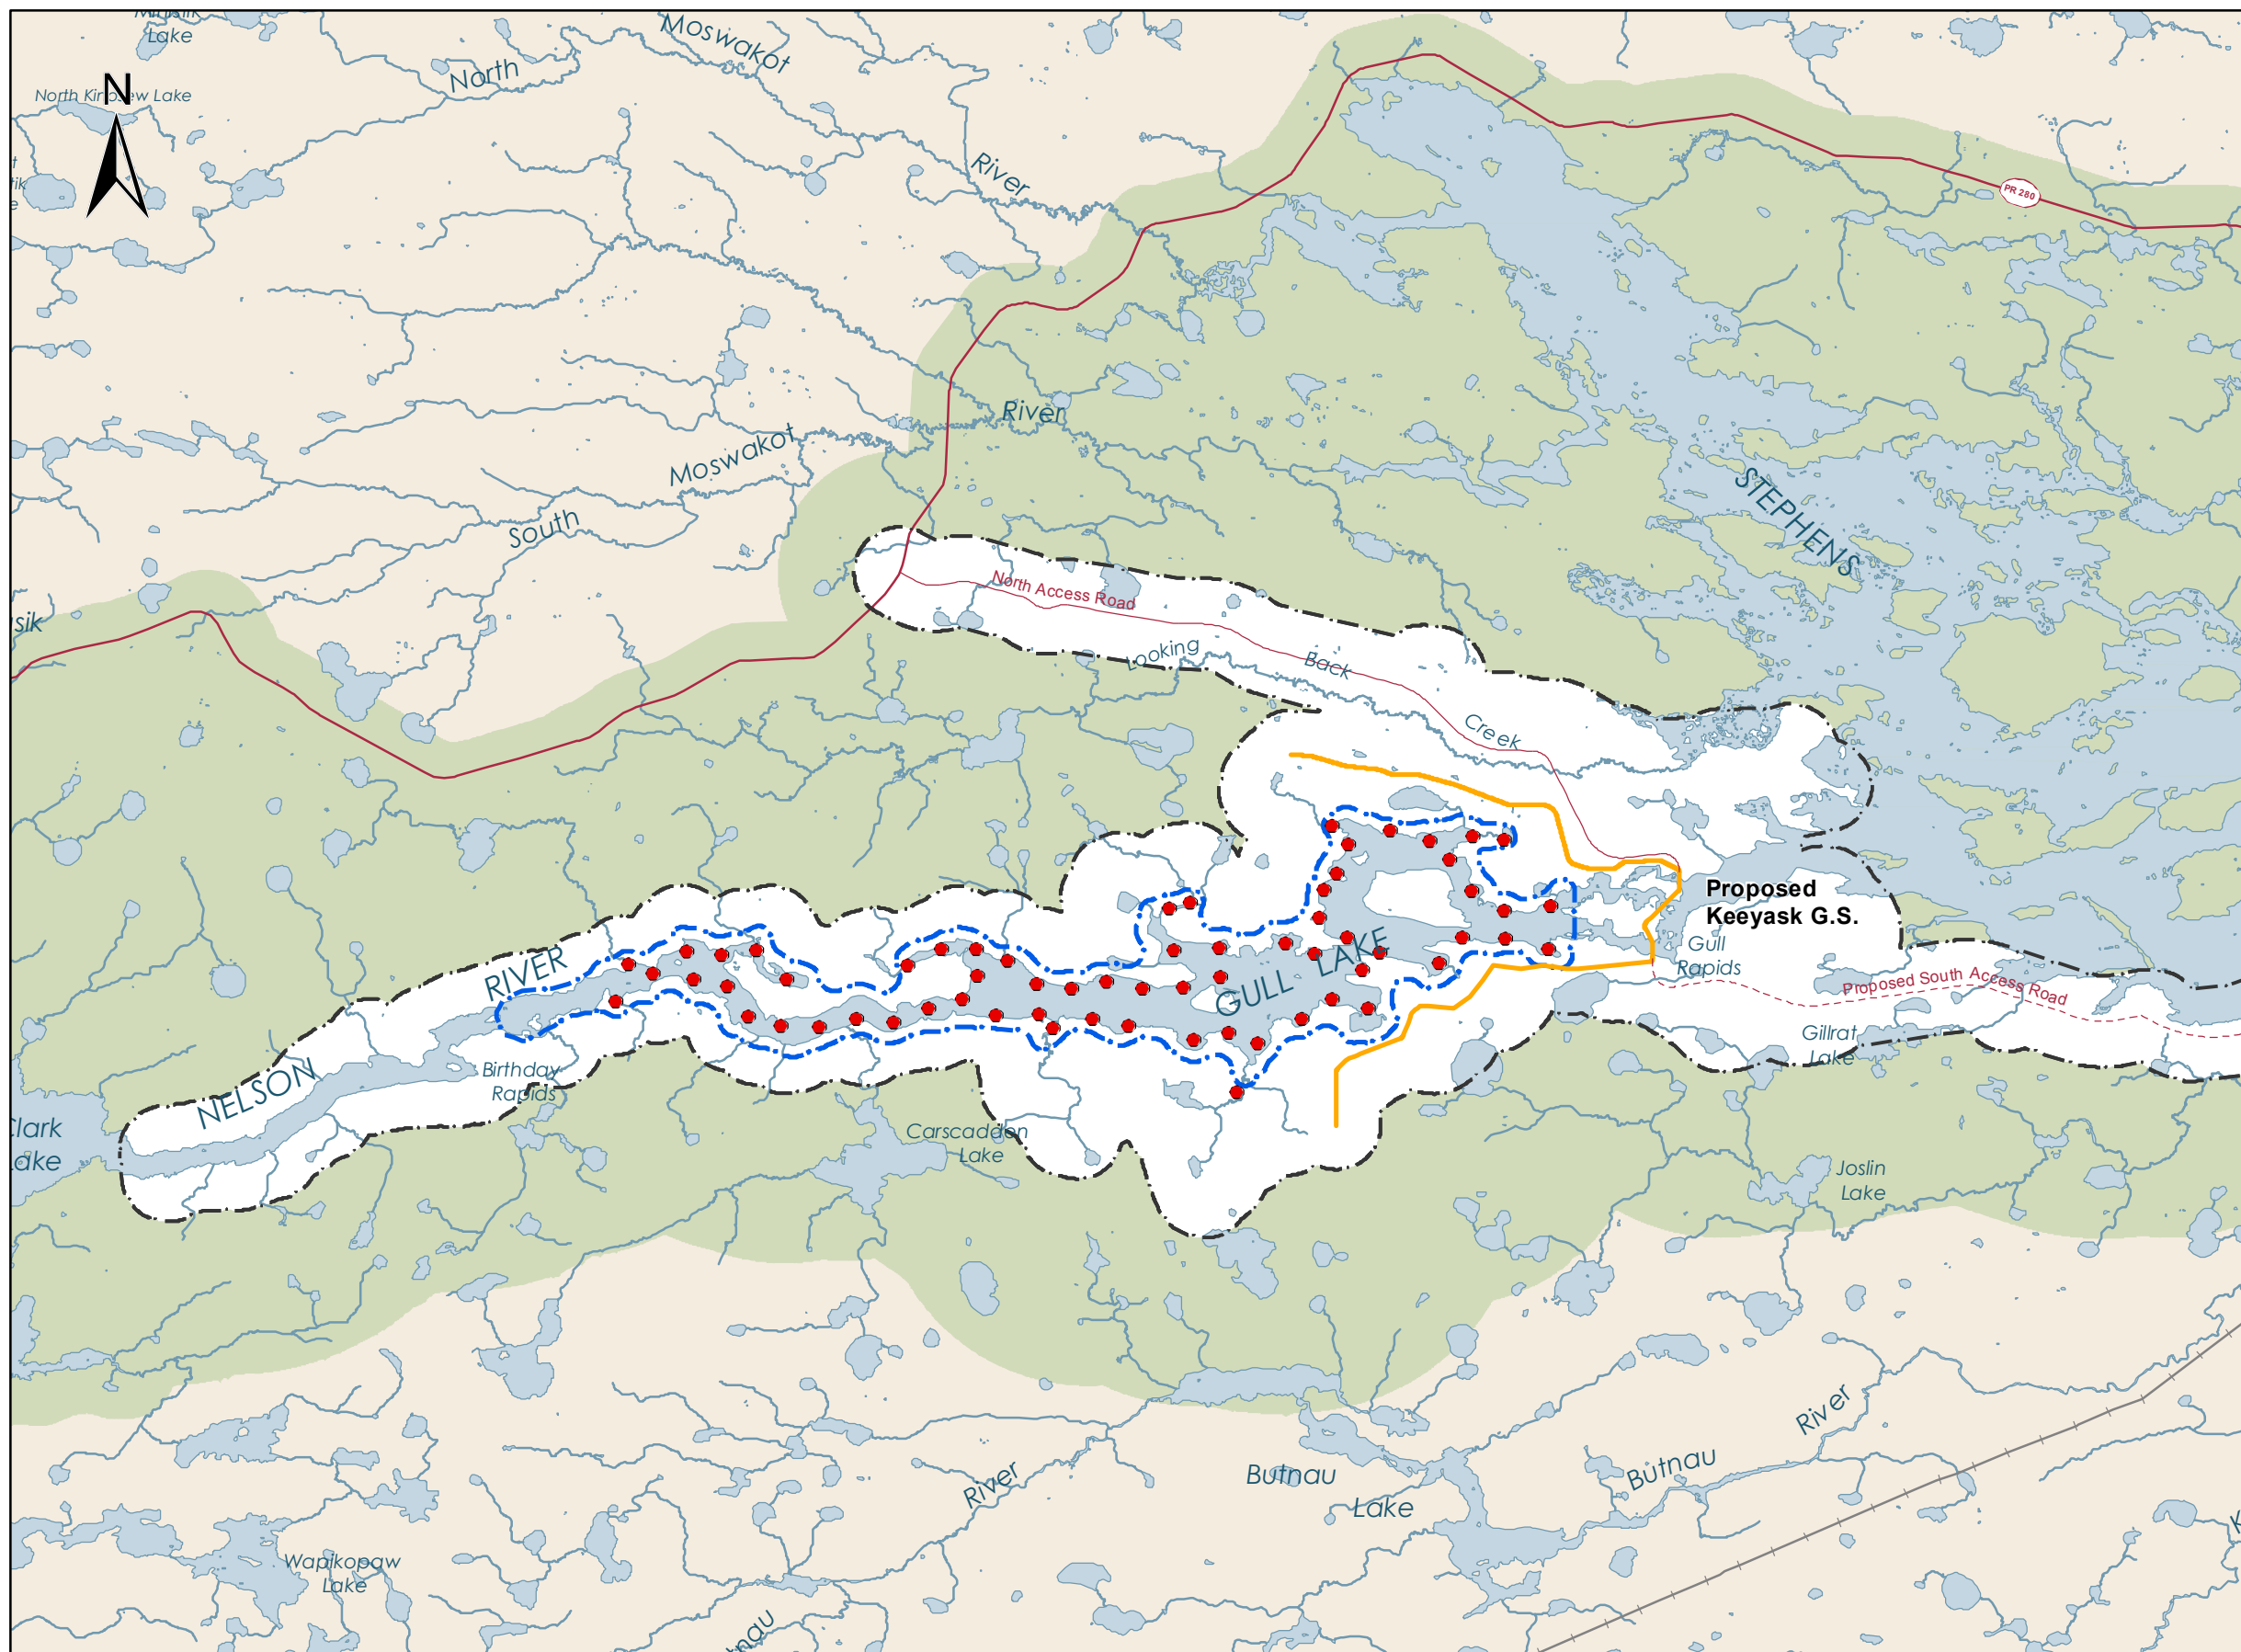 Lake
Moswakot
North
North Kinosew Lake
N
River
PR 280
River
Moswakot
STEPHENS
South
North Access Road
Looking
Back
Creek
Proposed
Keeyask G.S.
Gull
Rapids
RIVER
GULL LAKE
Proposed South Access Road
Gillrat
Lake
Birthday
Rapids
NELSON
Clark
Lake
Carscadden
Lake
Joslin
Lake
River
Butnau
River
Butnau
Lake
Wapikopaw
Lake